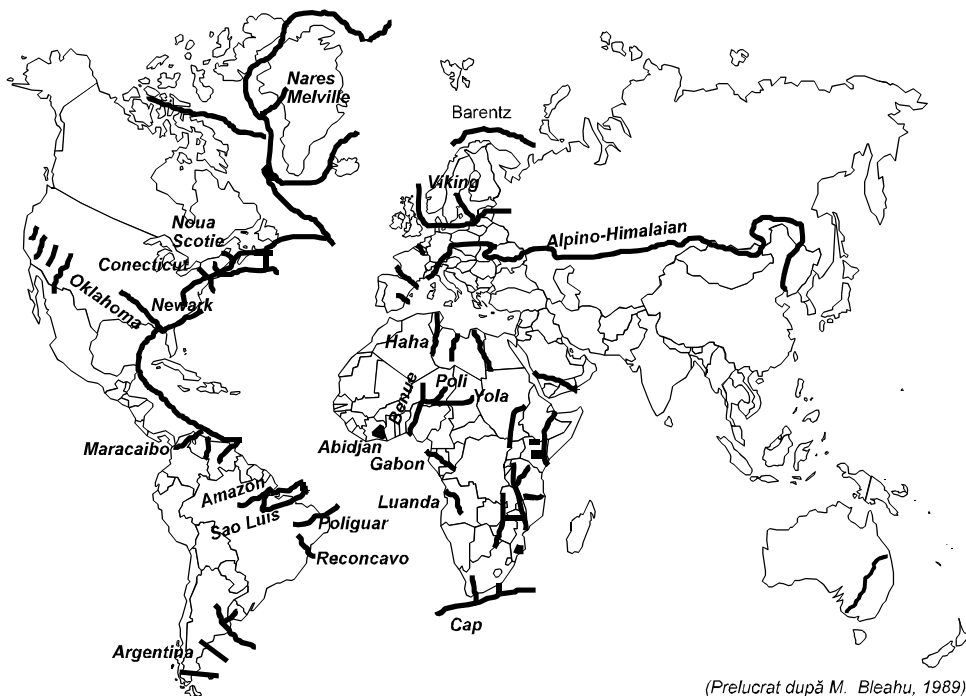 Nares
Melville
Barentz
Viking
Noua
Scotie
Alpino-Himalaian
Conecticut
Oklahoma
Newark
Haha
Poli
Benue
Yola
Maracaibo
Abidjan
Gabon
Amazon
Luanda
Sao Luis
Poliguar
Reconcavo
Cap
Argentina
(Prelucrat după M. Bleahu, 1989)